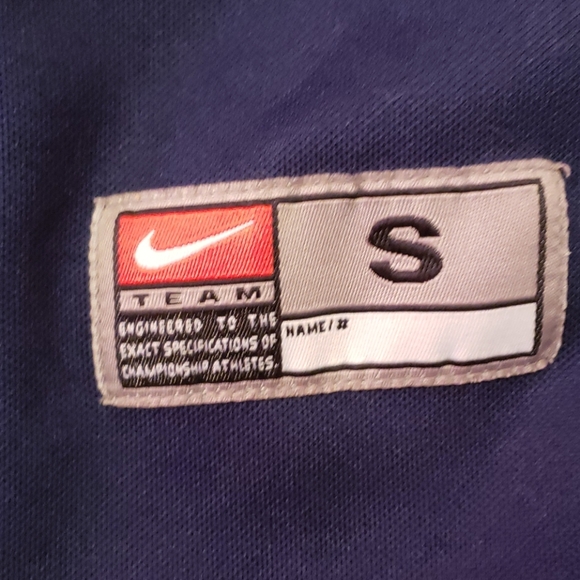 TEAM
ENGINEERED TO THE
EXACT SPECIFICATIONS OF
CHAMPIONSHIP ATHLETES.
S
NAME/#